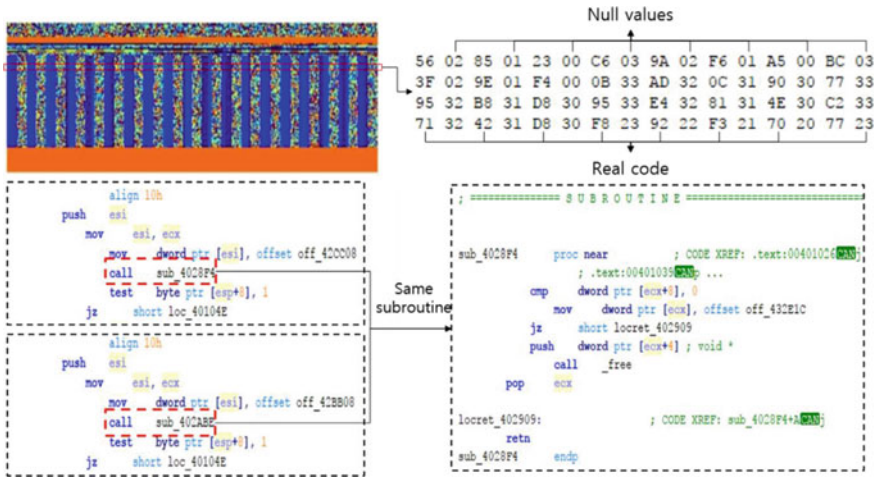 Null values
56 02 85 01 23 00 C6 03 9A 02 F6 01 A5 00 BC 03
3F 02 9E 01 F4 00 0B 33 AD 32 0C 31 90 30 77 33
95 32 B8 31 D8 30 95 33 E4 32 81 31 4E 30 C2 33
71 32 42 31 D8 30 F8 23 92 22 F3 21 70 20 77 23
Real code
align 10h
push esi
mov esi, ecx
mov dword ptr [esi], offset off_42CC08
call sub_4028F4
test byte ptr [esp+8], 1
jz short loc_40104E
align 10h
push esi
mov esi, ecx
mov dword ptr [esi], offset off_42BB08
call sub_402ABE
test byte ptr [esp+8], 1
jz short loc_40104E
Same
subroutine
; =============== S U B R O U T I N E =======================================
sub_4028F4 proc near ; CODE XREF: .text:00401026CANj
; .text:00401039CANp ...
cmp dword ptr [ecx+8], 0
mov dword ptr [ecx], offset off_432E1C
jz short locret_402909
push dword ptr [ecx+4] ; void *
call _free
pop ecx
locret_402909: ; CODE XREF: sub_4028F4+ACANj
retn
sub_4028F4 endp